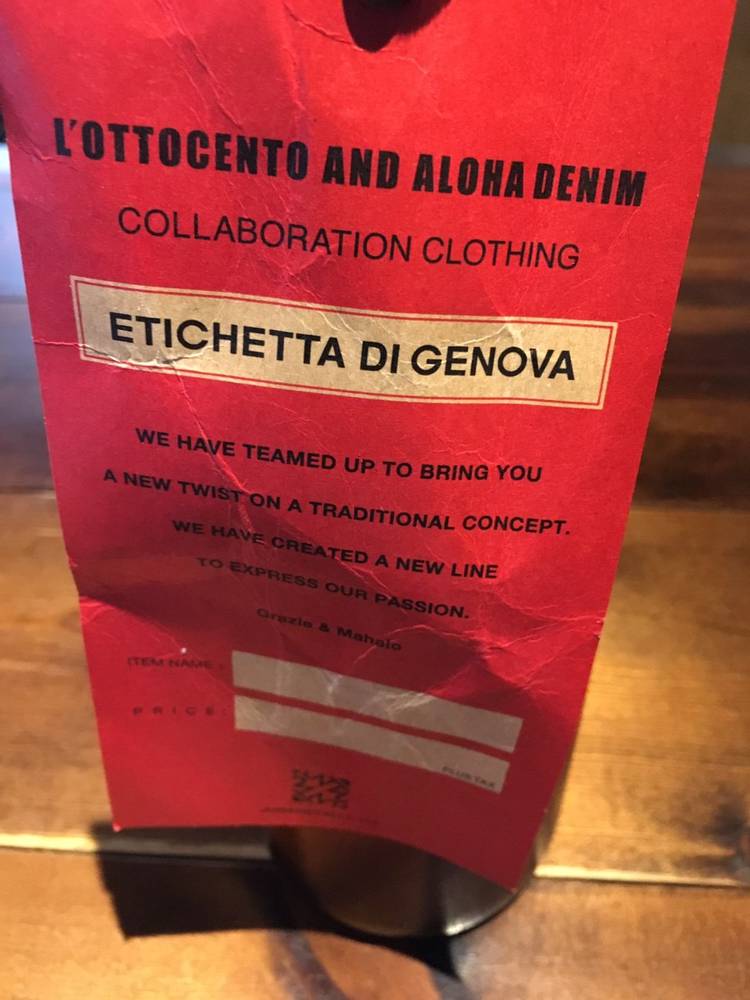 L'OTTOCENTO AND ALOHA DENIM
COLLABORATION CLOTHING
ETICHETTA DI GENOVA
WE HAVE TEAMED UP TO BRING YOU
A NEW TWIST ON A TRADITIONAL CONCEPT.
WE HAVE CREATED A NEW LINE
TO EXPRESS OUR PASSION.
Grazie & Mahalo
ITEM NAME :
PRICE :
PLUS TAX